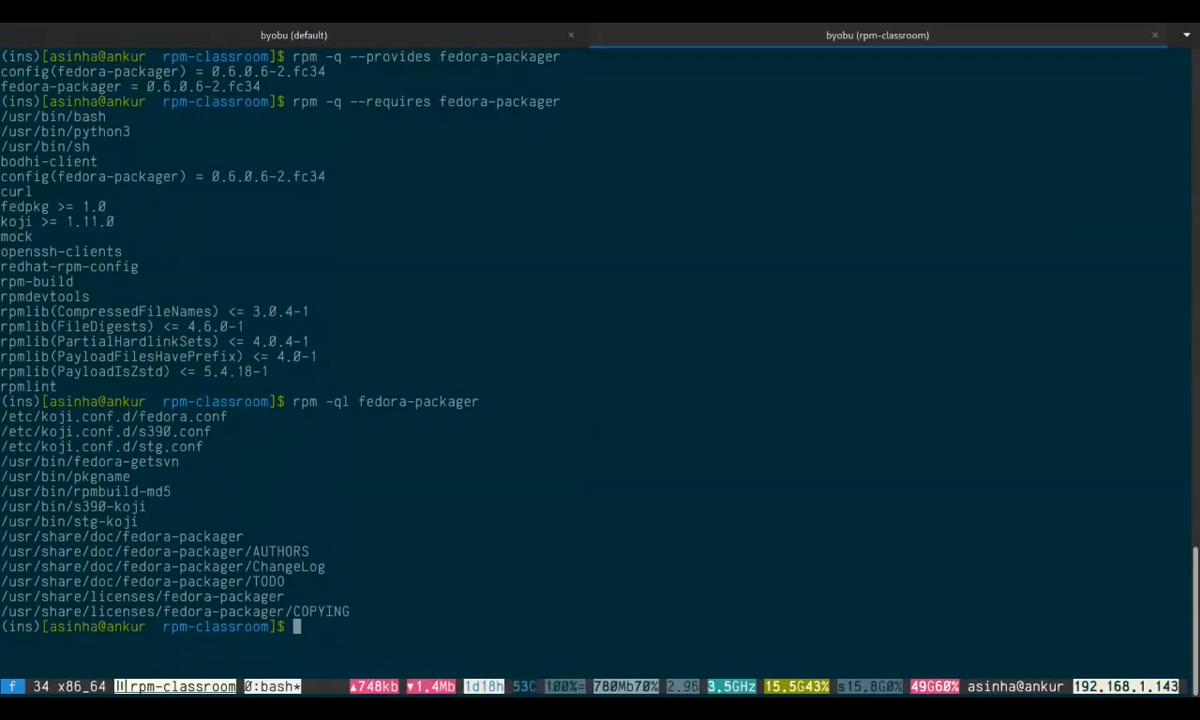 byobu (default) × byobu (rpm-classroom) ×
(ins)[asinha@ankur  rpm-classroom]$ rpm -q --provides fedora-packager
config(fedora-packager) = 0.6.0.6-2.fc34
fedora-packager = 0.6.0.6-2.fc34
(ins)[asinha@ankur  rpm-classroom]$ rpm -q --requires fedora-packager
/usr/bin/bash
/usr/bin/python3
/usr/bin/sh
bodhi-client
config(fedora-packager) = 0.6.0.6-2.fc34
curl
fedpkg >= 1.0
koji >= 1.11.0
mock
openssh-clients
redhat-rpm-config
rpm-build
rpmdevtools
rpmlib(CompressedFileNames) <= 3.0.4-1
rpmlib(FileDigests) <= 4.6.0-1
rpmlib(PartialHardlinkSets) <= 4.0.4-1
rpmlib(PayloadFilesHavePrefix) <= 4.0-1
rpmlib(PayloadIsZstd) <= 5.4.18-1
rpmlint
(ins)[asinha@ankur  rpm-classroom]$ rpm -ql fedora-packager
/etc/koji.conf.d/fedora.conf
/etc/koji.conf.d/s390.conf
/etc/koji.conf.d/stg.conf
/usr/bin/fedora-getsvn
/usr/bin/pkgname
/usr/bin/rpmbuild-md5
/usr/bin/s390-koji
/usr/bin/stg-koji
/usr/share/doc/fedora-packager
/usr/share/doc/fedora-packager/AUTHORS
/usr/share/doc/fedora-packager/ChangeLog
/usr/share/doc/fedora-packager/TODO
/usr/share/licenses/fedora-packager
/usr/share/licenses/fedora-packager/COPYING
(ins)[asinha@ankur  rpm-classroom]$
f 34 x86_64 rpm-classroom 0:bash* ▲748kb ▼1.4Mb 1d18h 53C 100%= 780Mb70% 2.96 3.5GHz 15.5G43% s15.8G0% 49G60% asinha@ankur 192.168.1.143